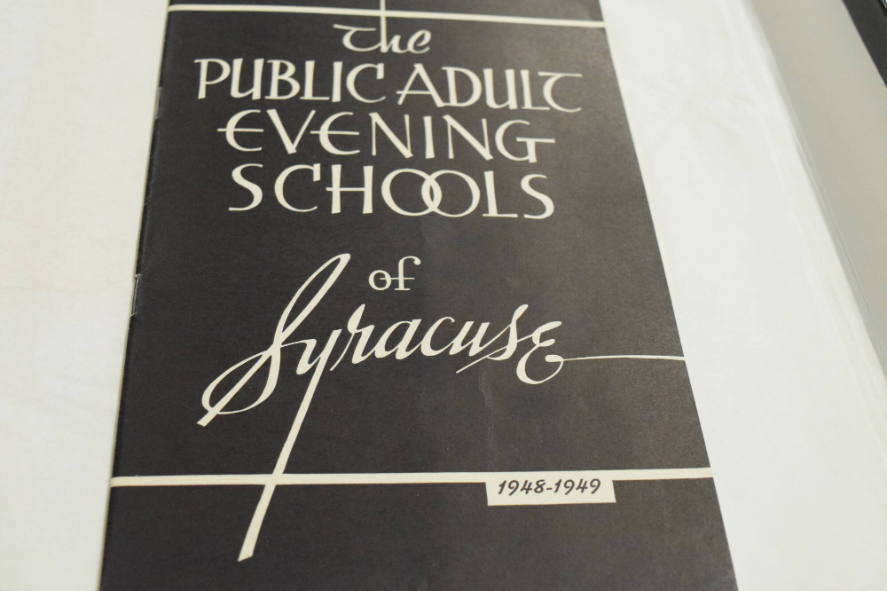 The
PUBLIC ADULT
EVENING
SCHOOLS
of
Syracuse
1948-1949